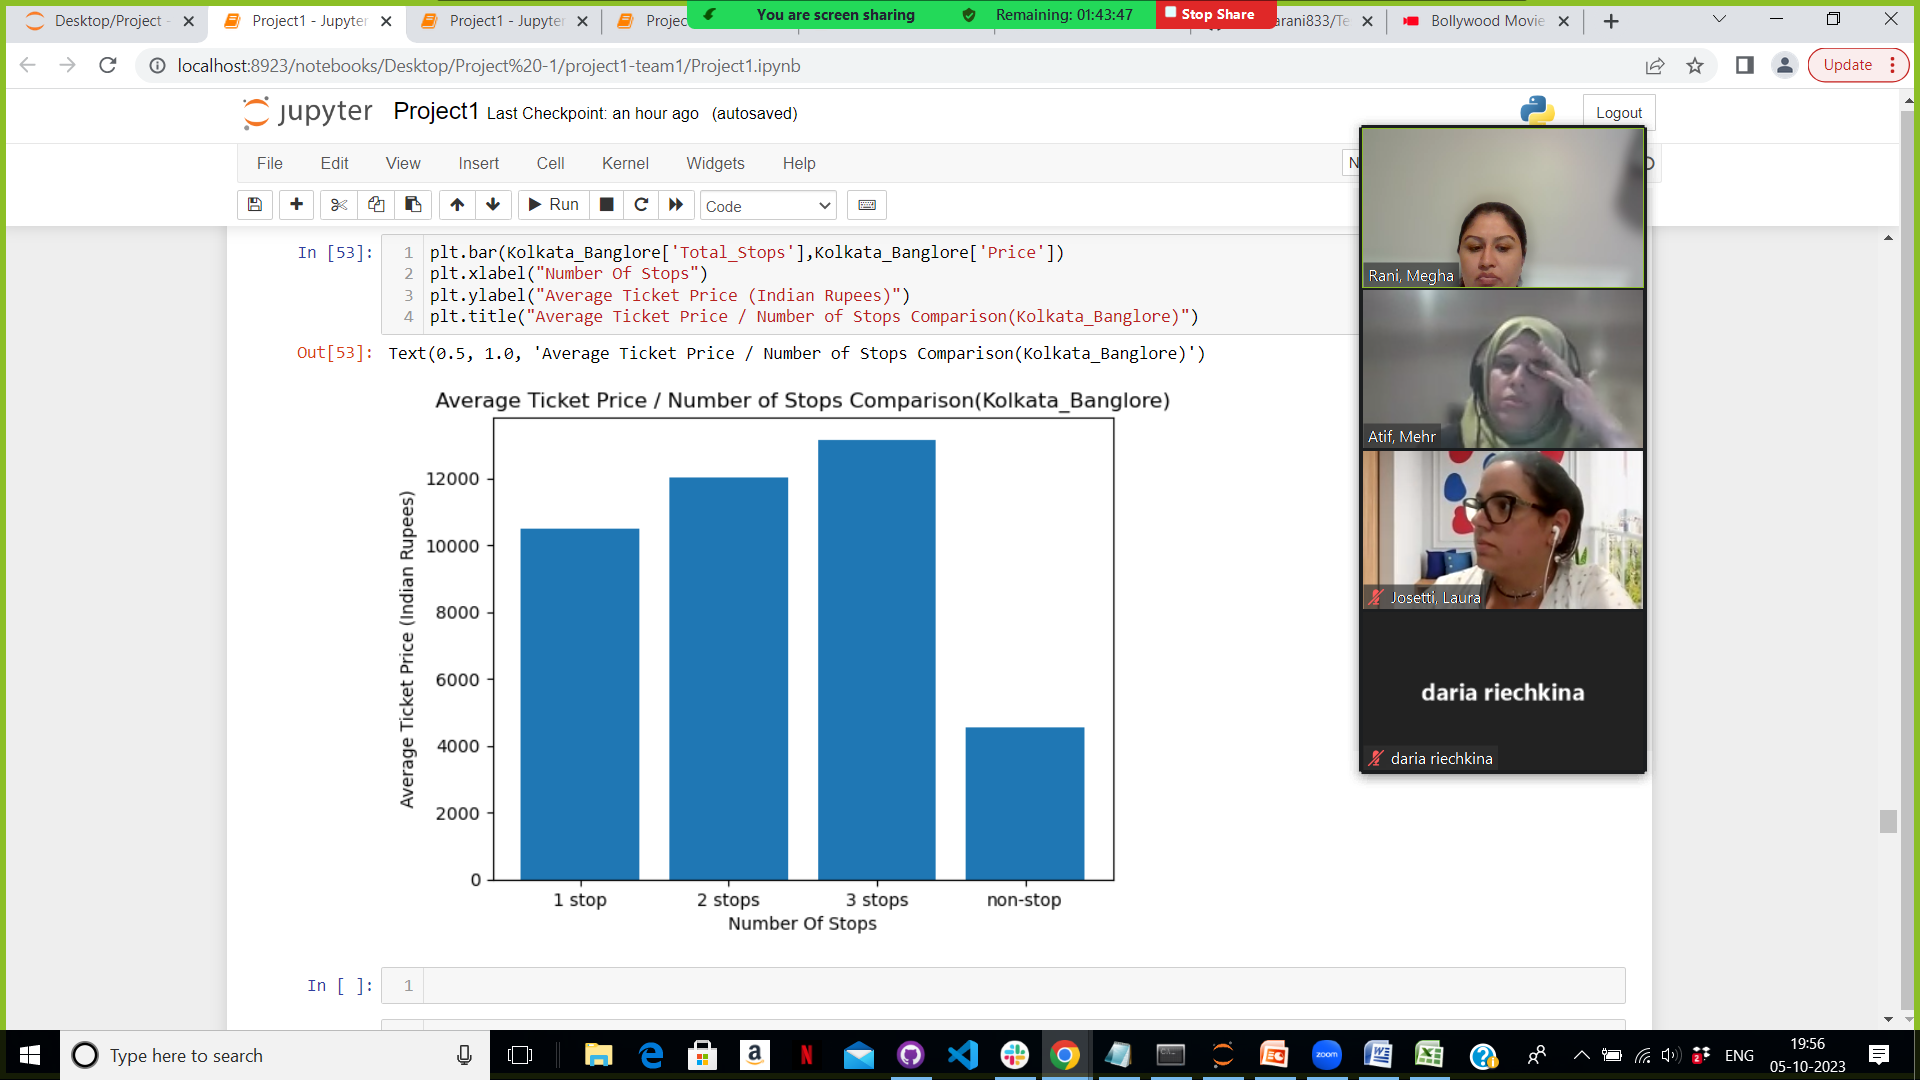 Desktop/Project -
Project1 - Jupyter
Project1 - Jupyter
Projec
You are screen sharing
Remaining: 01:43:47
Stop Share
arani833/Te
Bollywood Movie
localhost:8923/notebooks/Desktop/Project%20-1/project1-team1/Project1.ipynb
Update
jupyter Project1 Last Checkpoint: an hour ago (autosaved)
Logout
File Edit View Insert Cell Kernel Widgets Help
N
Run
Code
In [53]:
1 plt.bar(Kolkata_Banglore['Total_Stops'],Kolkata_Banglore['Price'])
2 plt.xlabel("Number Of Stops")
3 plt.ylabel("Average Ticket Price (Indian Rupees)")
4 plt.title("Average Ticket Price / Number of Stops Comparison(Kolkata_Banglore)")
Out[53]: Text(0.5, 1.0, 'Average Ticket Price / Number of Stops Comparison(Kolkata_Banglore)')
Average Ticket Price / Number of Stops Comparison(Kolkata_Banglore)
Average Ticket Price (Indian Rupees)
12000
10000
8000
6000
4000
2000
0
1 stop 2 stops 3 stops non-stop
Number Of Stops
In [ ]: 1
Rani, Megha
Atif, Mehr
Josetti, Laura
daria riechkina
daria riechkina
Type here to search
zoom
ENG
19:56
05-10-2023